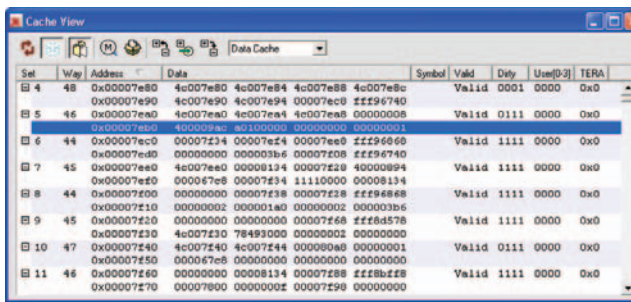 Cache View
Data Cache
Set Way Address Data Symbol Valid Dirty User[0-3] TERA
4 48 0x00007e80 4c007e80 4c007e84 4c007e88 4c007e8c Valid 0001 0000 0x0
0x00007e90 4c007e90 4c007e94 00007ec0 fff96740
5 46 0x00007ea0 4c007ea0 4c007ea4 4c007ea8 00000008 Valid 0111 0000 0x0
0x00007eb0 400009ac a0100000 00000000 00000001
6 44 0x00007ec0 00007f34 00007ef4 00007ee8 fff96868 Valid 1111 0000 0x0
0x00007ed0 00000000 000003b6 00007f08 fff96740
7 45 0x00007ee0 4c007ee0 00008134 00007f28 40000894 Valid 1111 0000 0x0
0x00007ef0 000067e8 00007f34 11110000 00008134
8 44 0x00007f00 00000000 00007f38 00007f28 fff96868 Valid 1111 0000 0x0
0x00007f10 00000002 000001a0 00000002 000003b6
9 45 0x00007f20 00000000 00000000 00007f68 fff8d578 Valid 1111 0000 0x0
0x00007f30 4c007f30 78493000 00000002 00000000
10 47 0x00007f40 4c007f40 4c007f44 000080a8 00000001 Valid 0111 0000 0x0
0x00007f50 000067c8 00000000 00000000 00000000
11 46 0x00007f60 00000000 00008134 00007f88 fff8bff8 Valid 1111 0000 0x0
0x00007f70 00007800 0000000f 00007f90 00000000